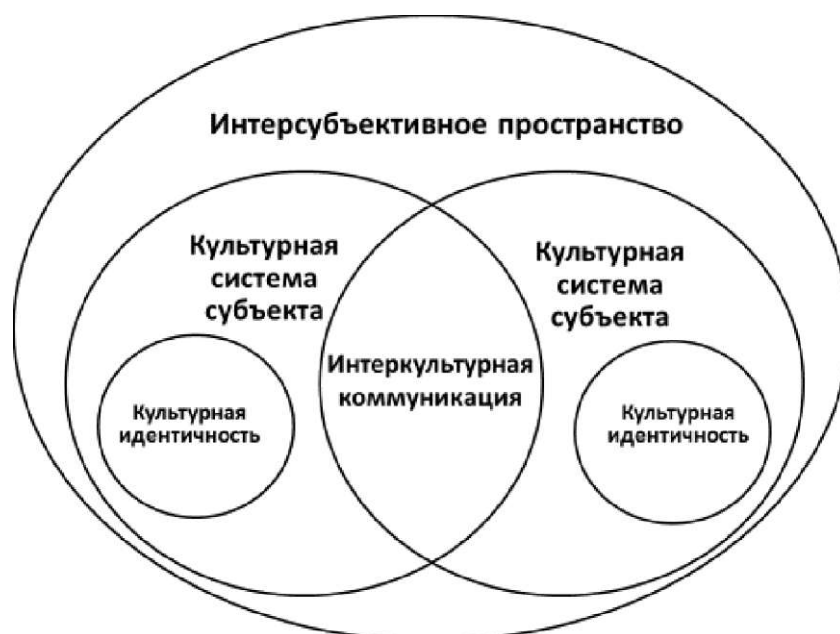 Интерсубъективное пространство
Культурная
система
субъекта
Культурная
система
субъекта
Интеркультурная
коммуникация
Культурная
идентичность
Культурная
идентичность